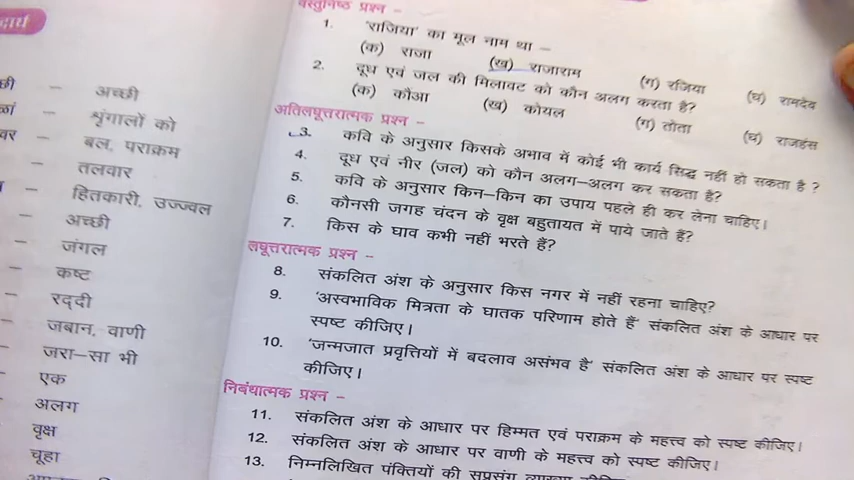 वस्तुनिष्ठ प्रश्न –
1. 'राजिया' का मूल नाम था –
(क) राजा (ख) राजाराम (ग) रजिया (घ) रामदेव
2. दूध एवं जल की मिलावट को कौन अलग करता है?
(क) कौआ (ख) कोयल (ग) तोता (घ) राजहंस
अतिलघूत्तरात्मक प्रश्न –
3. कवि के अनुसार किसके अभाव में कोई भी कार्य सिद्ध नहीं हो सकता है ?
4. दूध एवं नीर (जल) को कौन अलग–अलग कर सकता है?
5. कवि के अनुसार किन–किन का उपाय पहले ही कर लेना चाहिए।
6. कौनसी जगह चंदन के वृक्ष बहुतायत में पाये जाते हैं?
7. किस के घाव कभी नहीं भरते हैं?
लघूत्तरात्मक प्रश्न –
8. संकलित अंश के अनुसार किस नगर में नहीं रहना चाहिए?
9. 'अस्वभाविक मित्रता के घातक परिणाम होते हैं' संकलित अंश के आधार पर
स्पष्ट कीजिए।
10. 'जन्मजात प्रवृत्तियों में बदलाव असंभव है' संकलित अंश के आधार पर स्पष्ट
कीजिए।
निबंधात्मक प्रश्न –
11. संकलित अंश के आधार पर हिम्मत एवं पराक्रम के महत्त्व को स्पष्ट कीजिए।
12. संकलित अंश के आधार पर वाणी के महत्त्व को स्पष्ट कीजिए।
13. निम्नलिखित पंक्तियों की सप्रसंग व्याख्या
– अच्छी
– शृंगालों को
– बल, पराक्रम
– तलवार
– हितकारी, उज्ज्वल
– अच्छी
– जंगल
– कष्ट
– रद्दी
– जबान, वाणी
– जरा–सा भी
– एक
– अलग
वृक्ष
चूहा